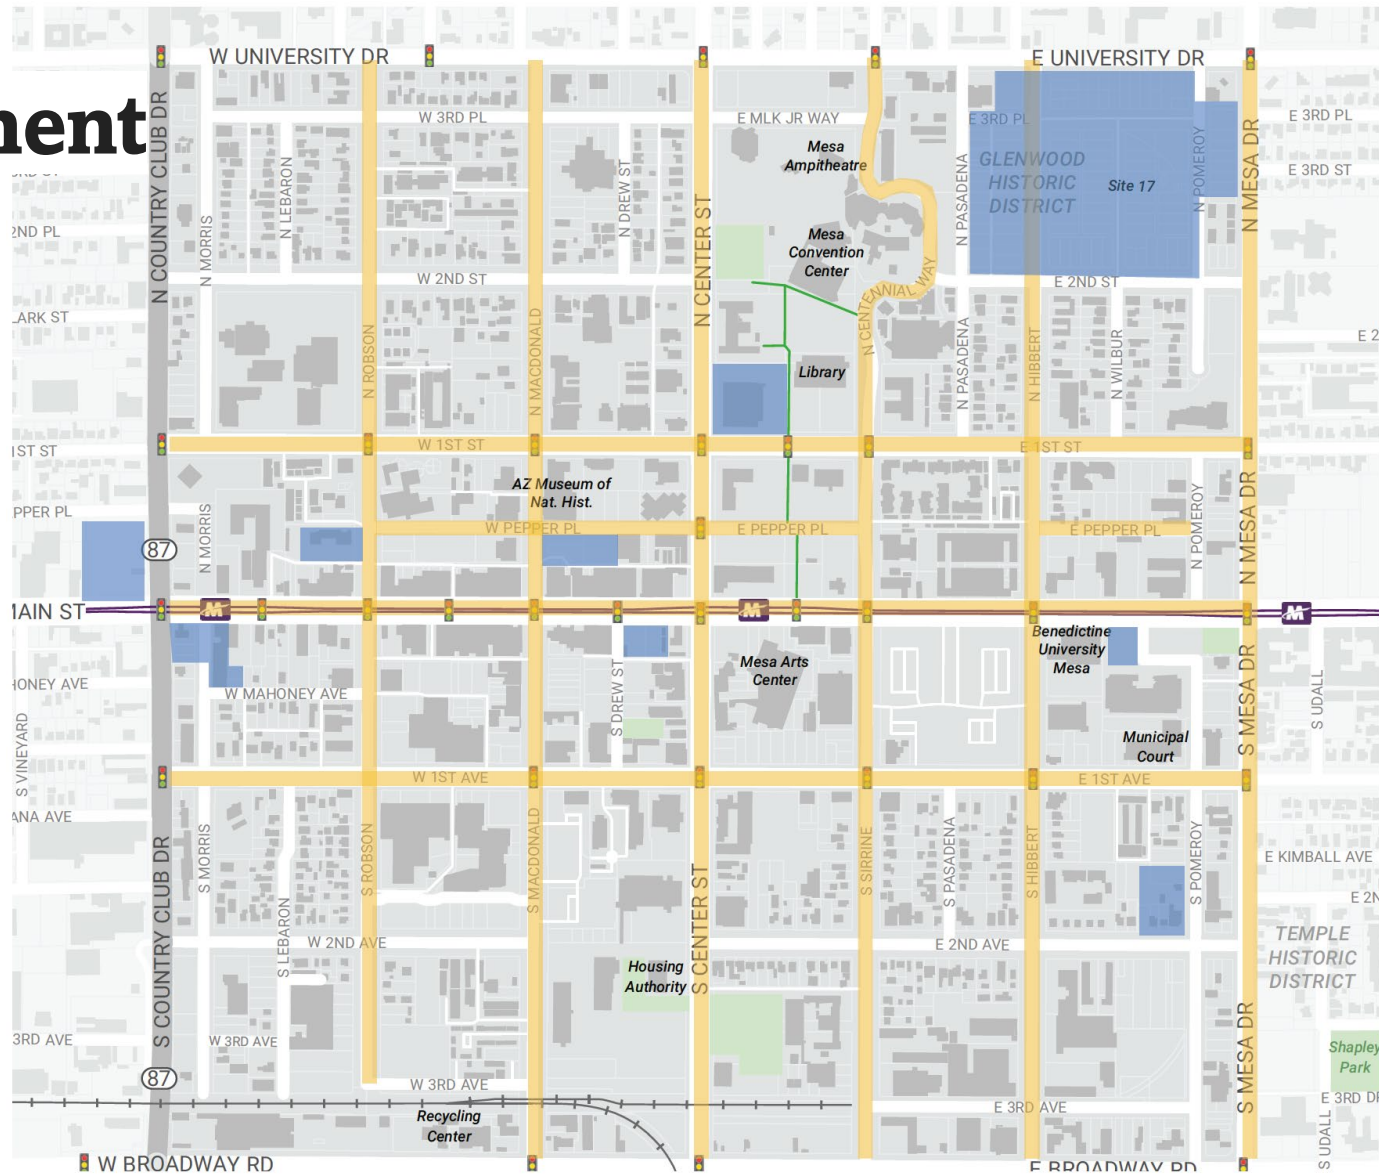 W UNIVERSITY DR
E UNIVERSITY DR
W 3RD PL
E MLK JR WAY
E 3RD PL
E 3RD PL
N COUNTRY CLUB DR
Mesa
Ampitheatre
GLENWOOD
HISTORIC
DISTRICT
Site 17
E 3RD ST
N LEBARON
N DREW ST
N PASADENA
N POMEROY
N MESA DR
2ND PL
N MORRIS
N CENTER ST
Mesa
Convention
Center
W 2ND ST
N CENTENNIAL WAY
E 2ND ST
LARK ST
N ROBSON
N MACDONALD
Library
N PASADENA
N HIBBERT
N WILBUR
E 2
1ST ST
W 1ST ST
E 1ST ST
AZ Museum of
Nat. Hist.
PPER PL
N MORRIS
W PEPPER PL
E PEPPER PL
E PEPPER PL
N POMEROY
N MESA DR
87
MAIN ST
M
M
M
Benedictine
University
Mesa
Mesa Arts
Center
HONEY AVE
W MAHONEY AVE
S DREW ST
S MESA DR
S UDALL
S VINEYARD
Municipal
Court
W 1ST AVE
E 1ST AVE
ANA AVE
S COUNTRY CLUB DR
S MORRIS
S LEBARON
S ROBSON
S MACDONALD
S CENTER ST
S SIRRINE
S PASADENA
S HIBBERT
S POMEROY
E KIMBALL AVE
E 2N
W 2ND AVE
E 2ND AVE
TEMPLE
HISTORIC
DISTRICT
Housing
Authority
3RD AVE
W 3RD AVE
S MESA DR
Shapley
Park
87
W 3RD AVE
E 3RD AVE
E 3RD DR
Recycling
Center
S UDALL
W BROADWAY RD
E BROADWAY RD